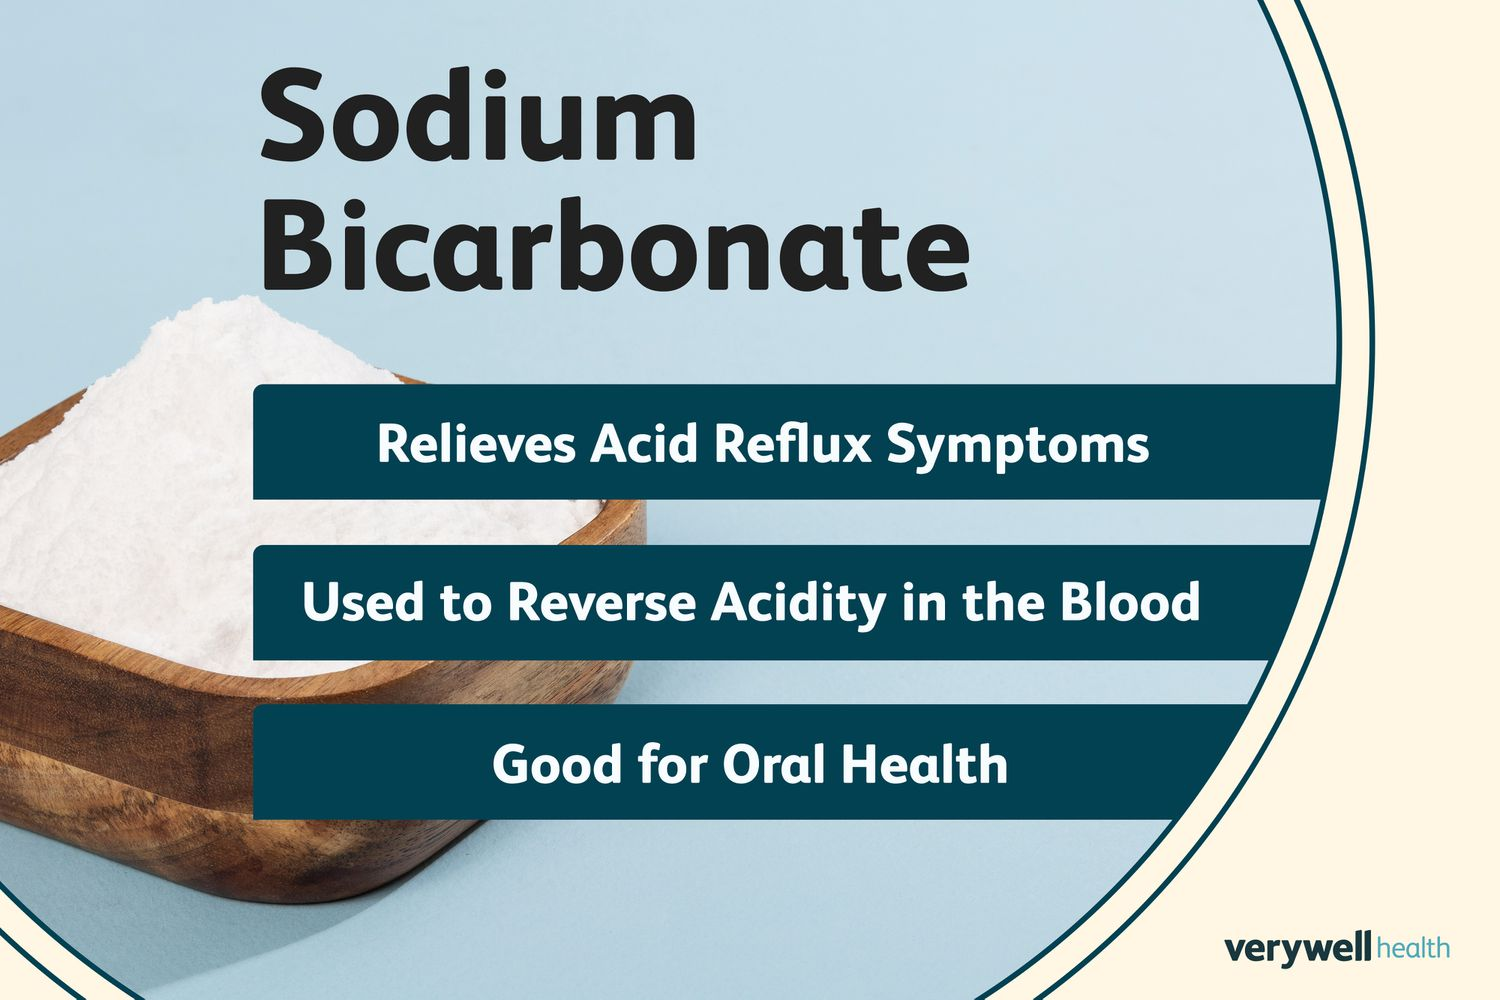 Sodium
Bicarbonate
Relieves Acid Reflux Symptoms
Used to Reverse Acidity in the Blood
Good for Oral Health
verywell health